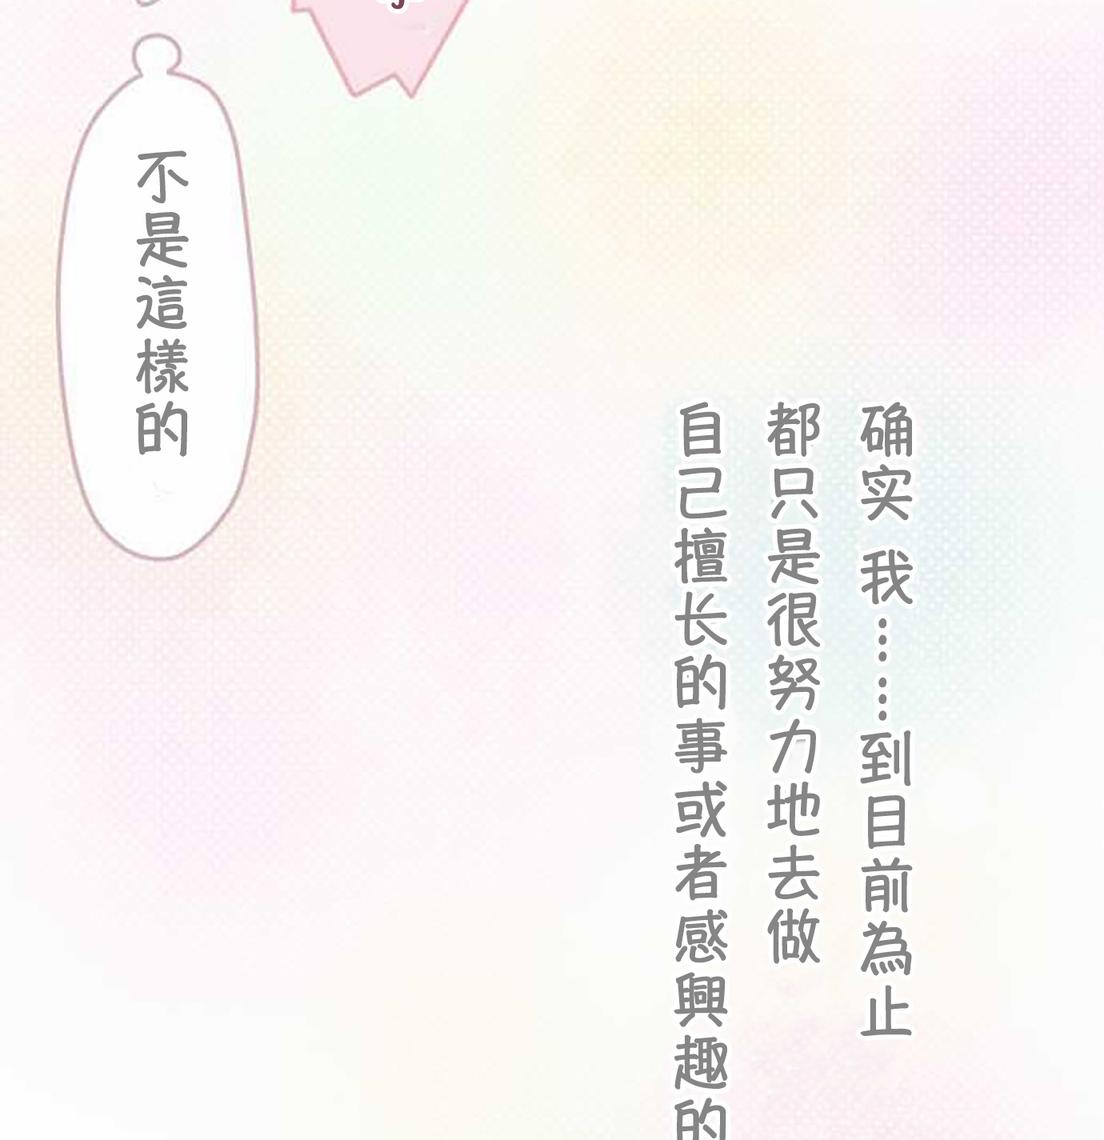 确实 我……到目前為止
都只是很努力地去做
自己擅长的事或者感興趣的
不是這樣的